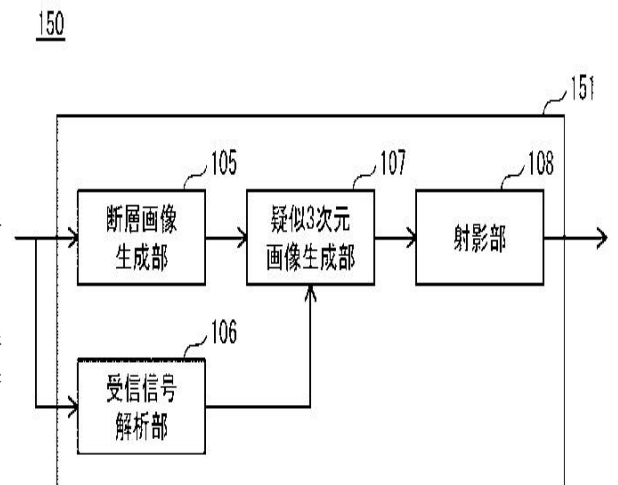 150
151
105
107
108
断層画像
生成部
疑似3次元
画像生成部
射影部
106
受信信号
解析部